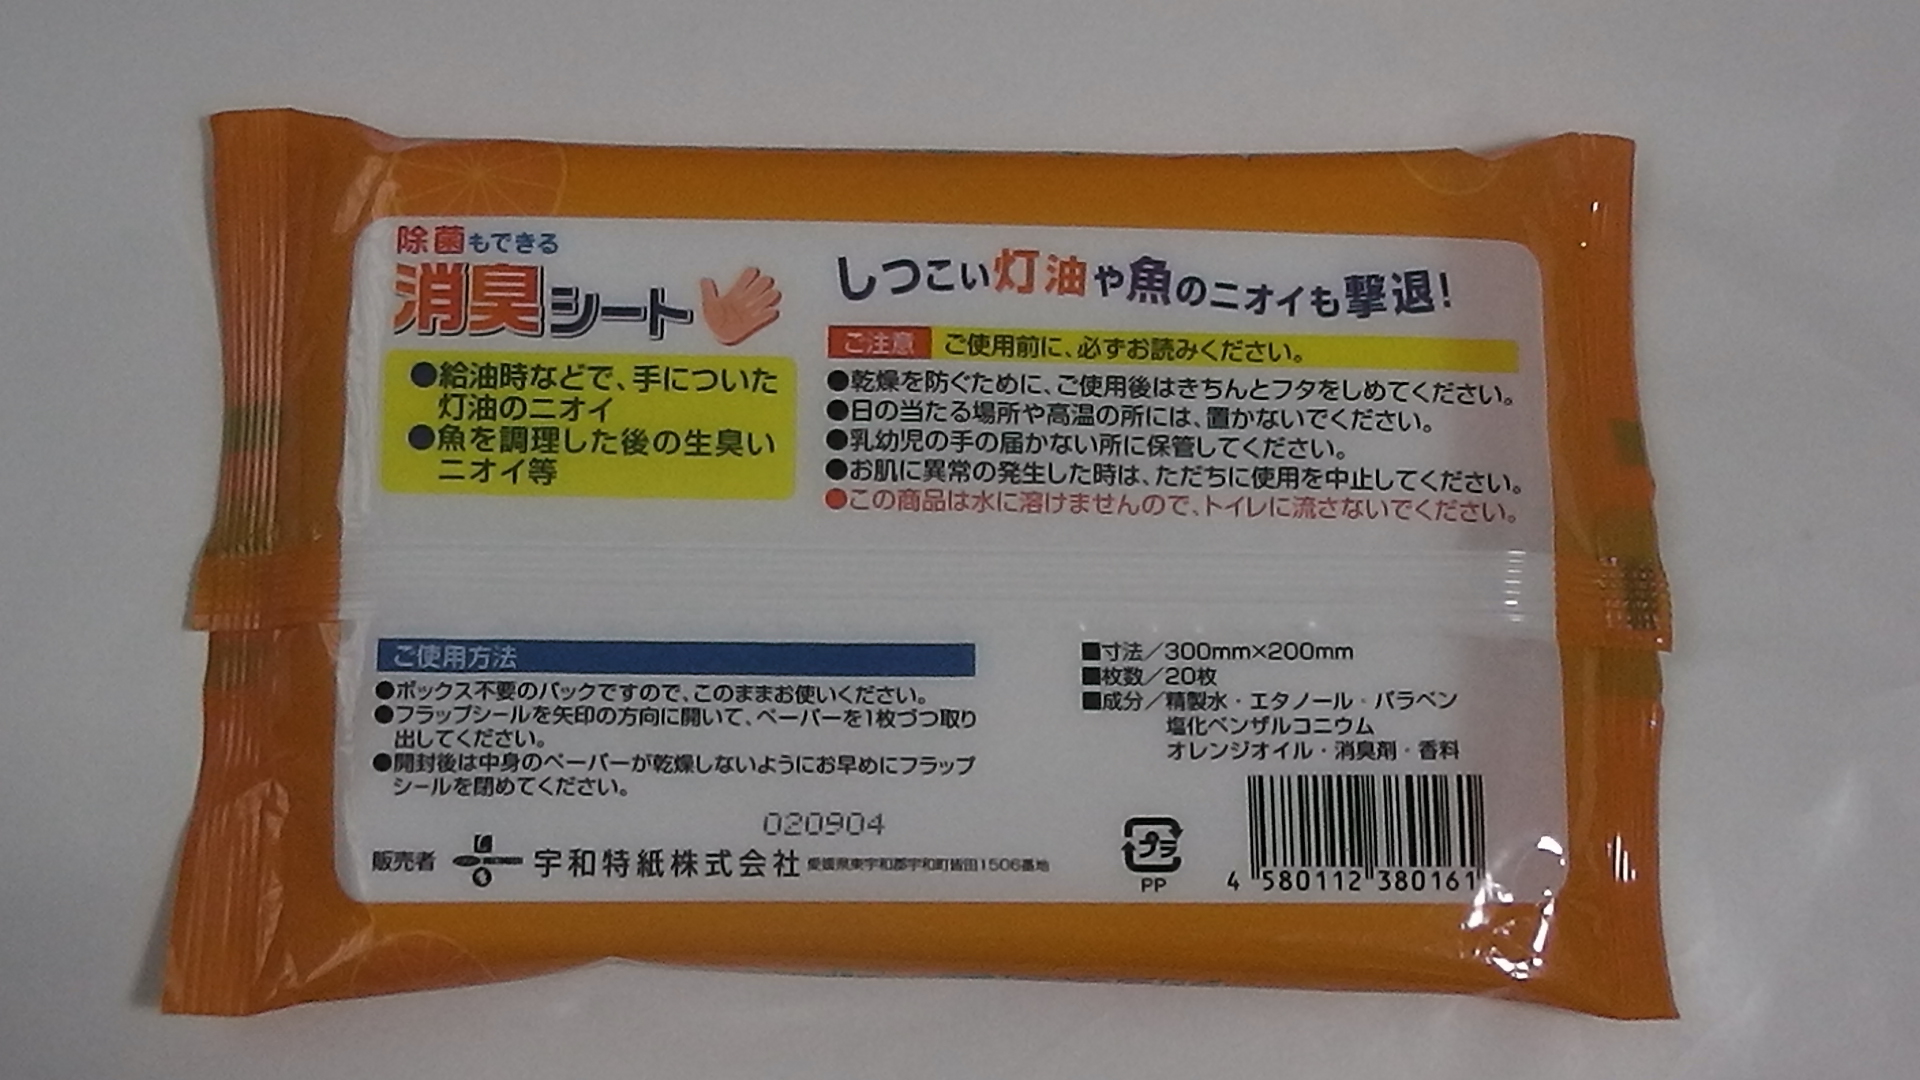 除菌もできる
消臭シート
●給油時などで、手についた
灯油のニオイ
●魚を調理した後の生臭い
ニオイ等
しつこい灯油や魚のニオイも撃退!
ご注意 ご使用前に、必ずお読みください。
●乾燥を防ぐために、ご使用後はきちんとフタをしめてください。
●日の当たる場所や高温の所には、置かないでください。
●乳幼児の手の届かない所に保管してください。
●お肌に異常の発生した時は、ただちに使用を中止してください。
●この商品は水に溶けませんので、トイレに流さないでください。
ご使用方法
●ボックス不要のパックですので、このままお使いください。
●フラップシールを矢印の方向に開いて、ペーパーを1枚づつ取り
出してください。
●開封後は中身のペーパーが乾燥しないようにお早めにフラップ
シールを閉めてください。
020904
販売者 宇和特紙株式会社 愛媛県東宇和郡宇和町皆田1506番地
■寸法/300mm×200mm
■枚数/20枚
■成分/精製水・エタノール・パラベン
塩化ベンザルコニウム
オレンジオイル・消臭剤・香料
プラ
PP
4 580112 380161